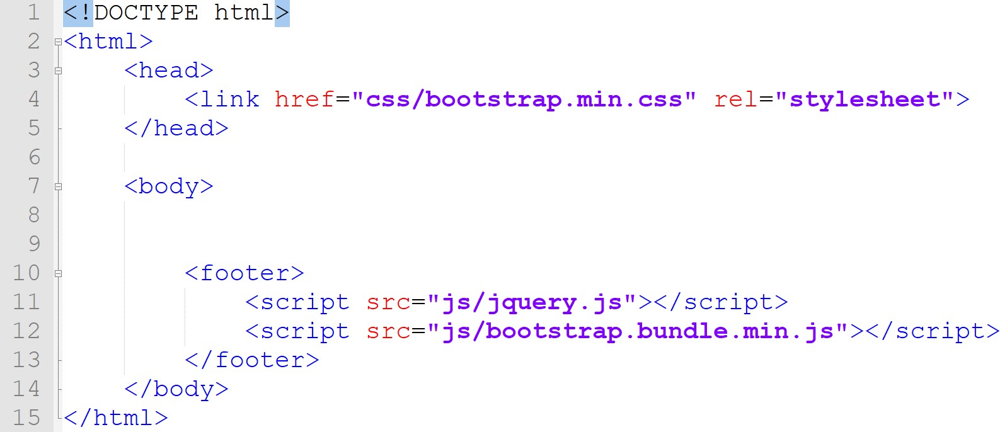 1 <!DOCTYPE html>
2 <html>
3     <head>
4         <link href="css/bootstrap.min.css" rel="stylesheet">
5     </head>
6
7     <body>
8
9
10         <footer>
11             <script src="js/jquery.js"></script>
12             <script src="js/bootstrap.bundle.min.js"></script>
13         </footer>
14     </body>
15 </html>